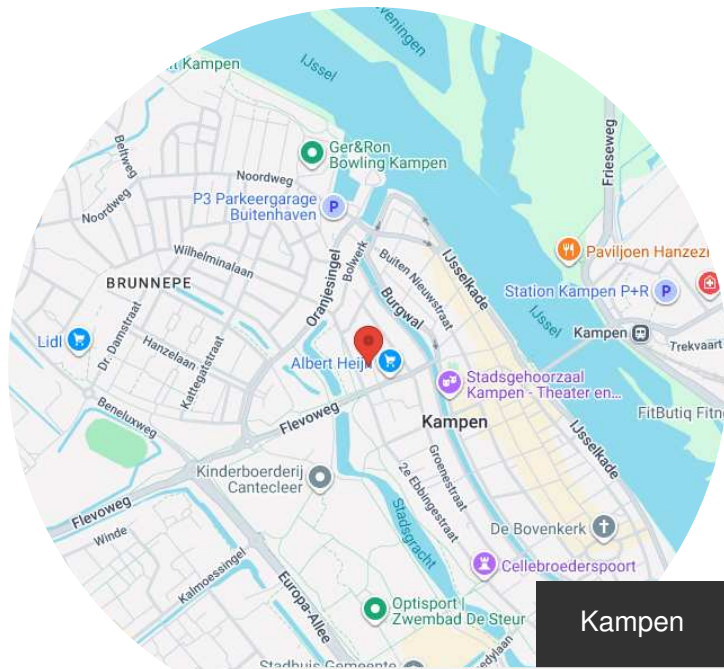 Kampen
IJssel
Ger&Ron
Bowling Kampen
Beltweg
Noordweg
Frieseweg
P3 Parkeergarage
Buitenhaven
P
Noordweg
Wilhelminalaan
Bolwerk
Buiten Nieuwstraat
IJsselkade
Paviljoen Hanzezi
BRUNNEPE
Oranjesingel
Burgwal
Station Kampen P+R
P
IJssel
Lidl
Dr. Damstraat
Hanzelaan
Kattegatstraat
Albert Heijn
Kampen
Trekvaart
Stadsgehoorzaal
Kampen - Theater en...
Beneluxweg
Flevoweg
Kampen
FitButiq Fitne
IJsselkade
Kinderboerderij
Cantecleer
Groenestraat
2e Ebbingestraat
Flevoweg
Winde
Stadsgracht
De Bovenkerk
Cellebroederspoort
Kalmoessingel
Europa-Allee
Optisport |
Zwembad De Steur
Kampen
Stadhuis Gemeente